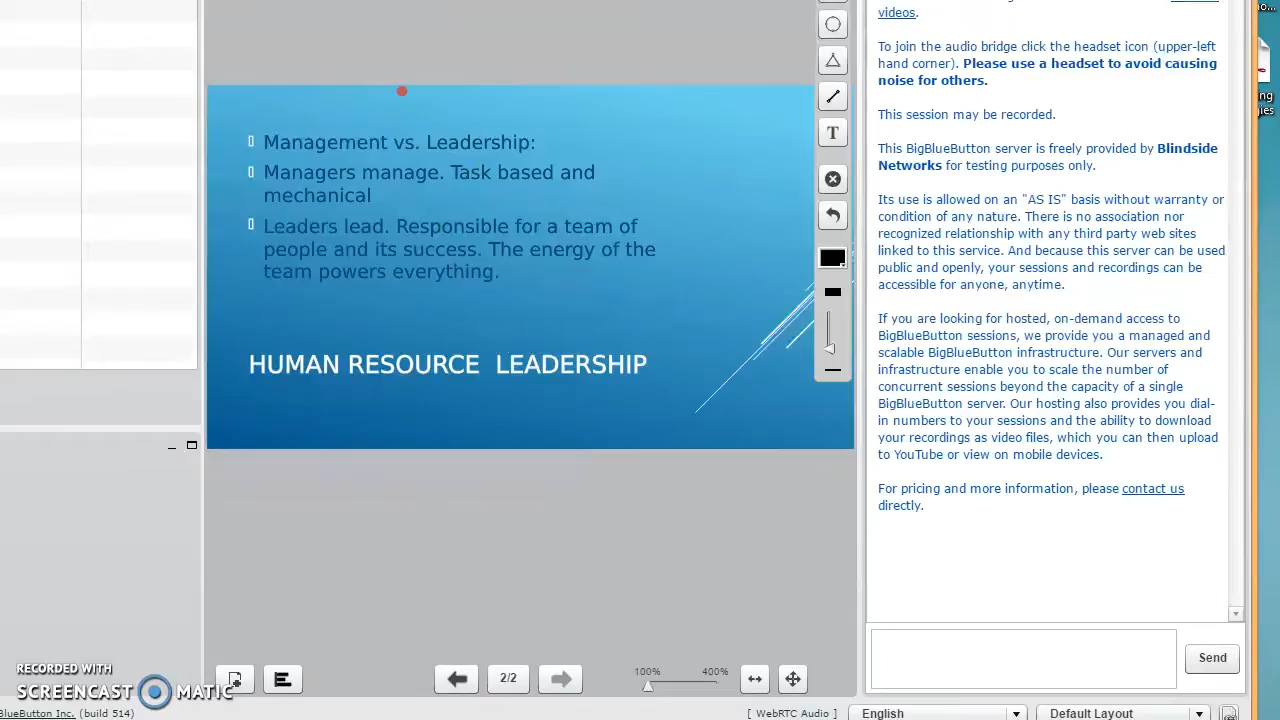 videos.
To join the audio bridge click the headset icon (upper-left
hand corner). Please use a headset to avoid causing
noise for others.
This session may be recorded.
This BigBlueButton server is freely provided by Blindside
Networks for testing purposes only.
Its use is allowed on an "AS IS" basis without warranty or
condition of any nature. There is no association nor
recognized relationship with any third party web sites
linked to this service. And because this server can be used
public and openly, your sessions and recordings can be
accessible for anyone, anytime.
If you are looking for hosted, on-demand access to
BigBlueButton sessions, we provide you a managed and
scalable BigBlueButton infrastructure. Our servers and
infrastructure enable you to scale the number of
concurrent sessions beyond the capacity of a single
BigBlueButton server. Our hosting also provides you dial-
in numbers to your sessions and the ability to download
your recordings as video files, which you can then upload
to YouTube or view on mobile devices.
For pricing and more information, please contact us
directly.
Management vs. Leadership:
Managers manage. Task based and
mechanical
Leaders lead. Responsible for a team of
people and its success. The energy of the
team powers everything.
HUMAN RESOURCE LEADERSHIP
T
Send
2/2
100%
400%
RECORDED WITH
SCREENCAST MATIC
BlueButton Inc. (build 514)
[ WebRTC Audio ]
English
Default Layout